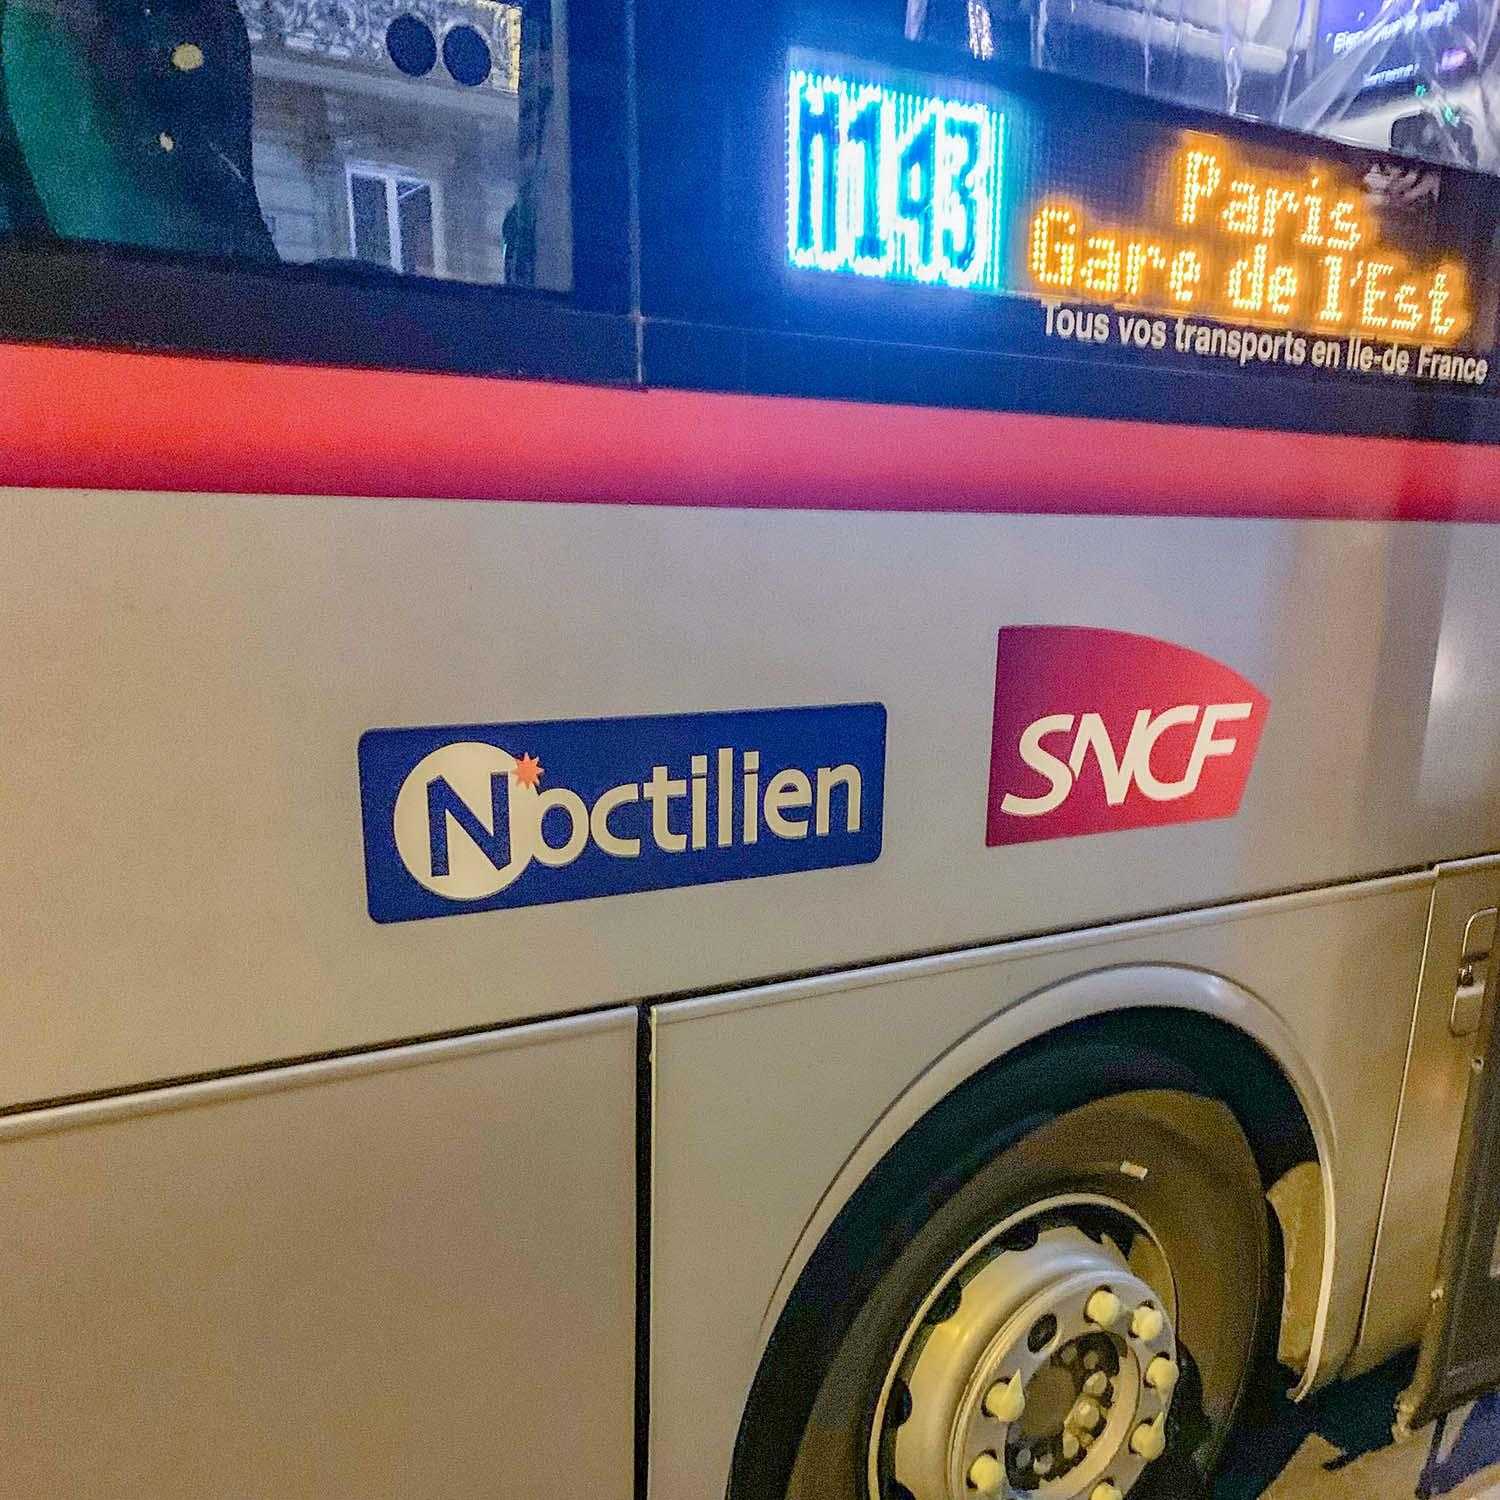 N143
Paris
Gare de l'Est
Tous vos transports en Ile-de France
Noctilien
SNCF